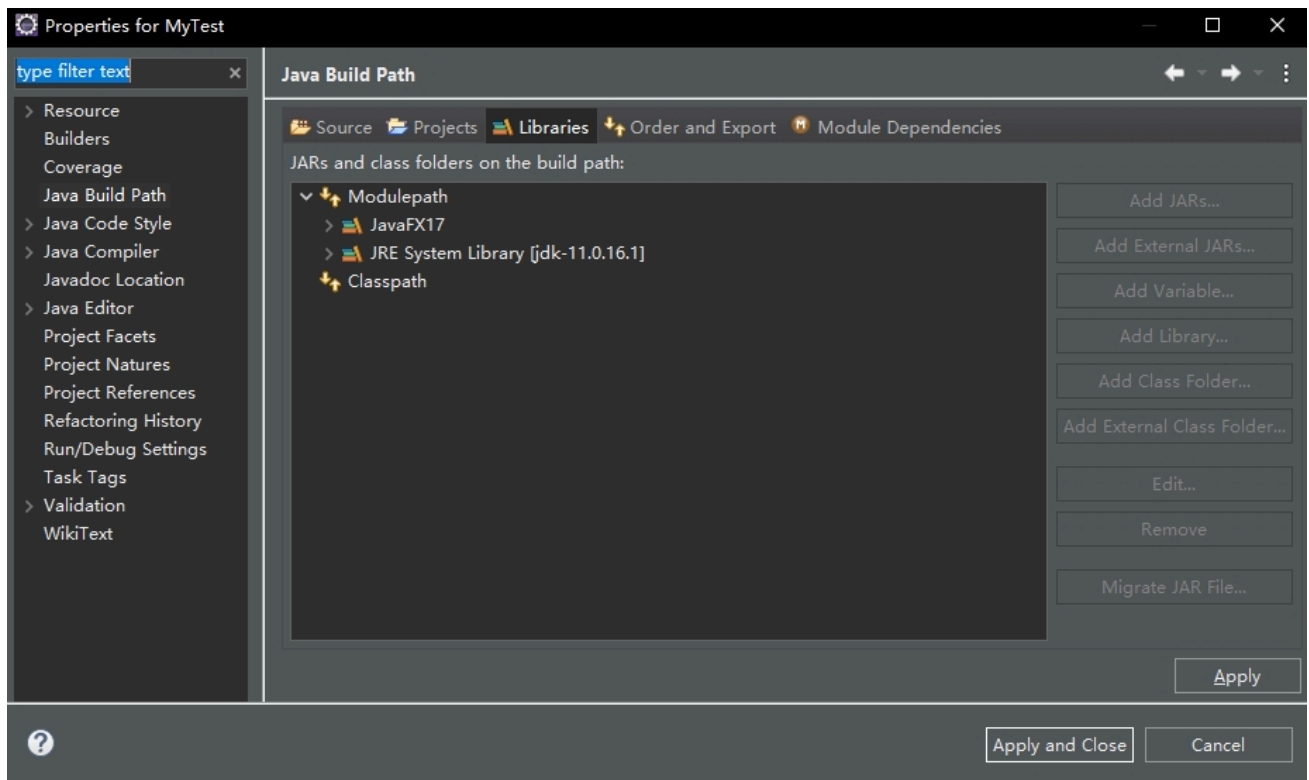 Properties for MyTest
type filter text
Resource
Builders
Coverage
Java Build Path
Java Code Style
Java Compiler
Javadoc Location
Java Editor
Project Facets
Project Natures
Project References
Refactoring History
Run/Debug Settings
Task Tags
Validation
WikiText
Java Build Path
Source Projects Libraries Order and Export Module Dependencies
JARs and class folders on the build path:
Modulepath
JavaFX17
JRE System Library [jdk-11.0.16.1]
Classpath
Add JARs...
Add External JARs...
Add Variable...
Add Library...
Add Class Folder...
Add External Class Folder...
Edit...
Remove
Migrate JAR File...
Apply
Apply and Close Cancel